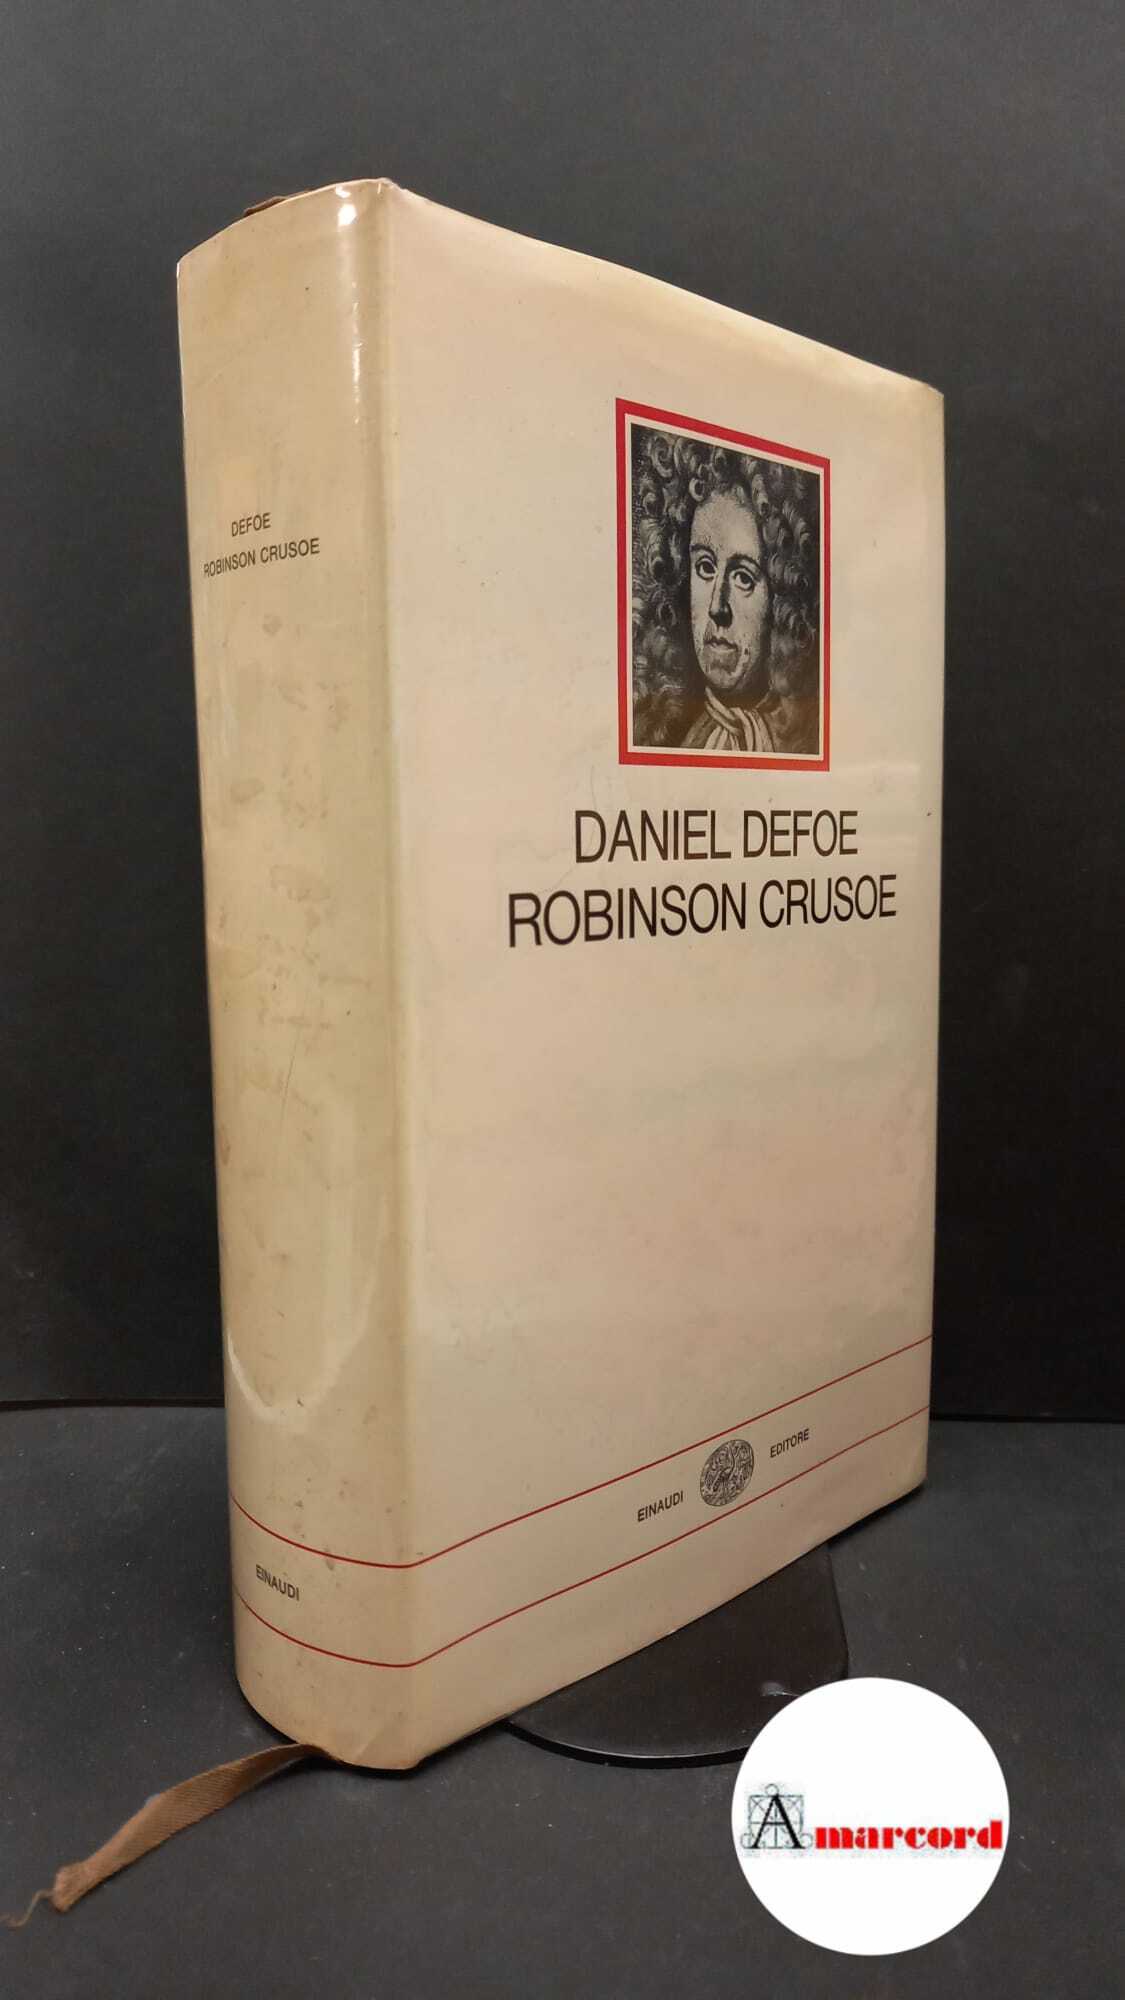 DEFOE
ROBINSON CRUSOE
DANIEL DEFOE
ROBINSON CRUSOE
EINAUDI EDITORE
EINAUDI
Amarcord